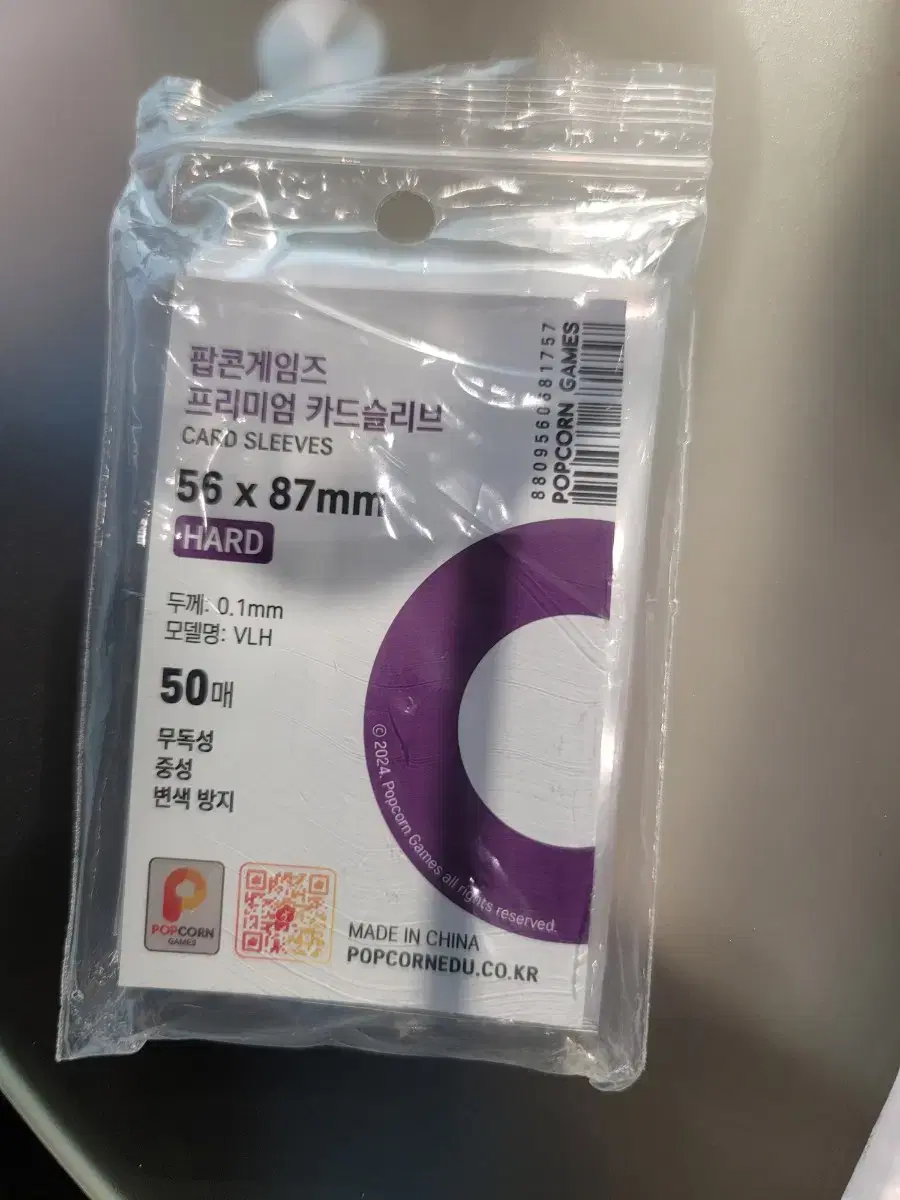 팝콘게임즈
프리미엄 카드슬리브
CARD SLEEVES
56 x 87mm
HARD
두께: 0.1mm
모델명: VLH
50매
무독성
중성
변색 방지
8809560681757
POPCORN GAMES
© 2024. Popcorn Games all rights reserved.
POPCORN
GAMES
MADE IN CHINA
POPCORNEDU.CO.KR